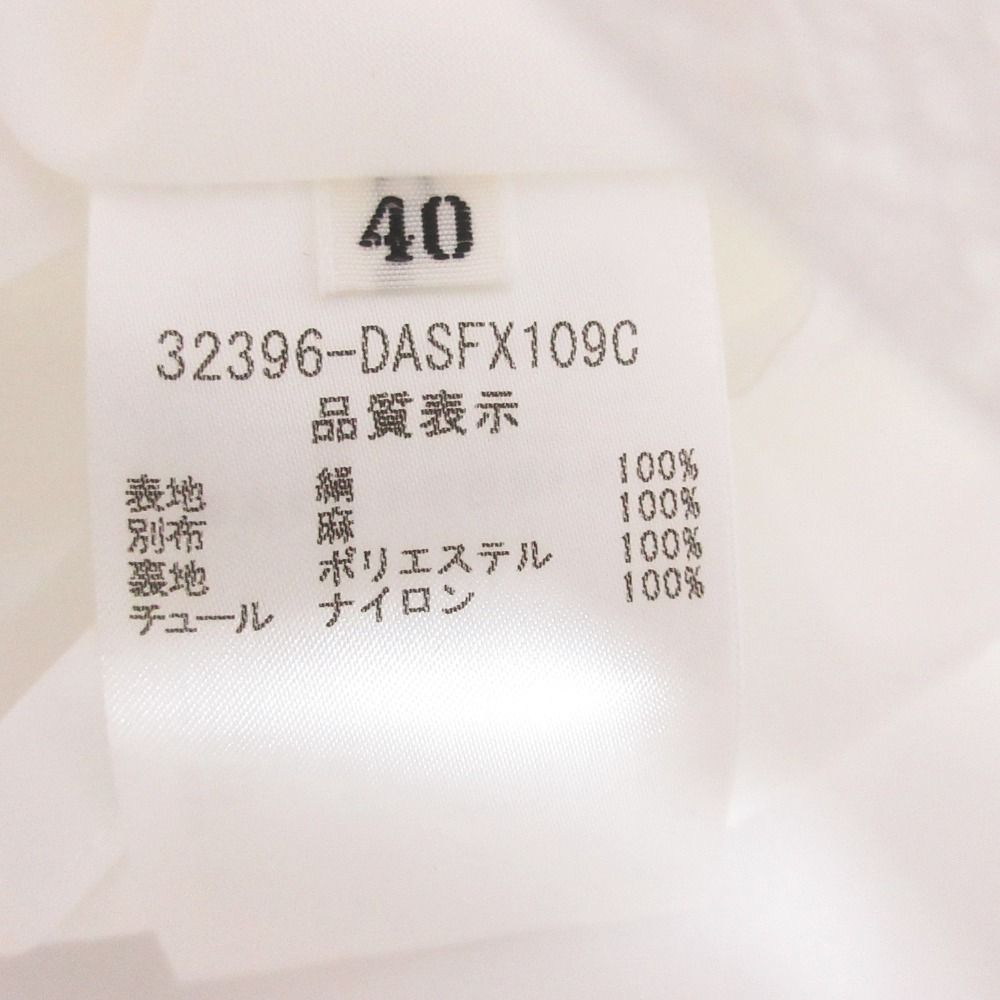 40
32396-DASFX109C
品質表示
表地 絹 100%
別布 麻 100%
裏地 ポリエステル 100%
チュール ナイロン 100%